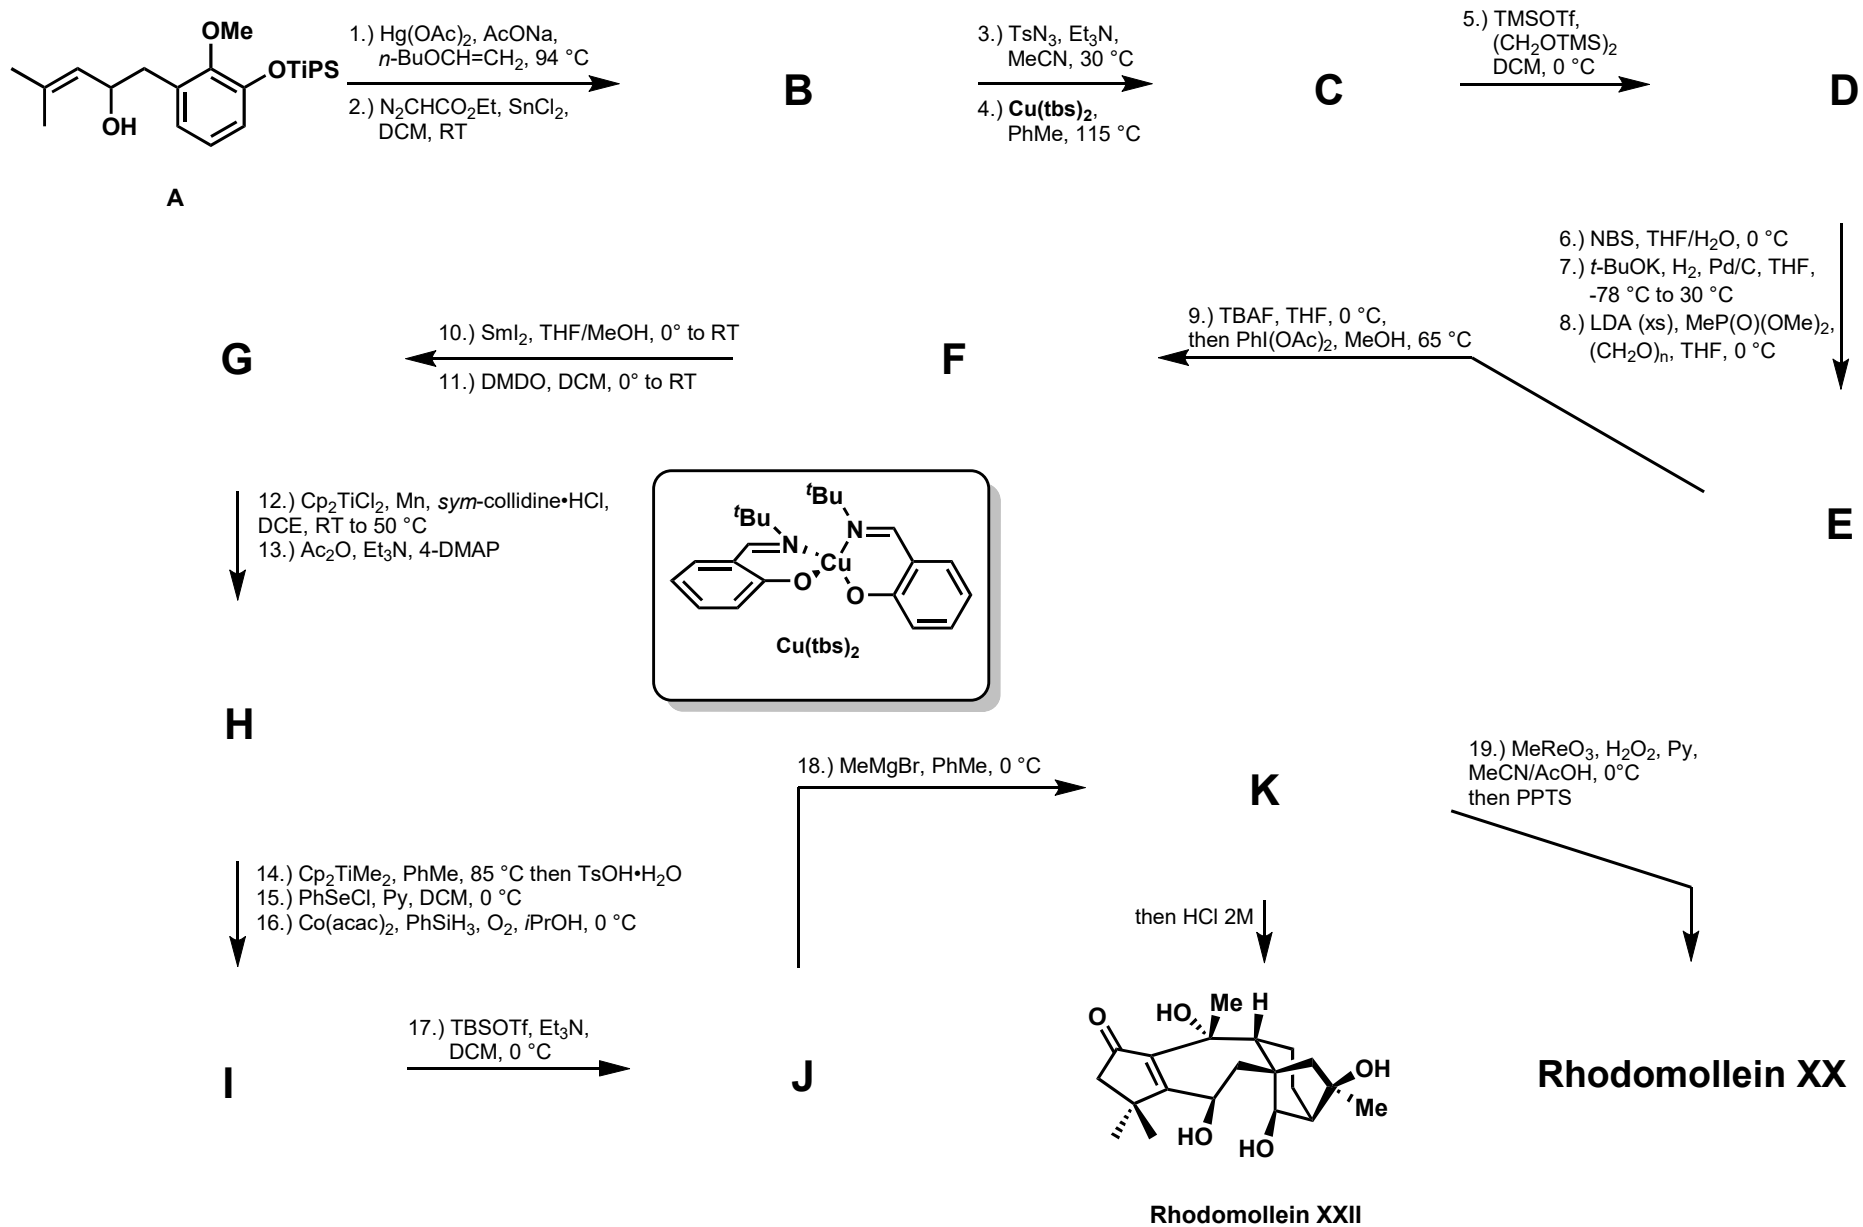 OMe
OTiPS
OH
A
1.) Hg(OAc)2, AcONa,
n-BuOCH=CH2, 94 °C
2.) N2CHCO2Et, SnCl2,
DCM, RT
B
3.) TsN3, Et3N,
MeCN, 30 °C
4.) Cu(tbs)2,
PhMe, 115 °C
C
5.) TMSOTf,
(CH2OTMS)2
DCM, 0 °C
D
6.) NBS, THF/H2O, 0 °C
7.) t-BuOK, H2, Pd/C, THF,
-78 °C to 30 °C
8.) LDA (xs), MeP(O)(OMe)2,
(CH2O)n, THF, 0 °C
E
9.) TBAF, THF, 0 °C,
then PhI(OAc)2, MeOH, 65 °C
F
10.) SmI2, THF/MeOH, 0° to RT
11.) DMDO, DCM, 0° to RT
G
12.) Cp2TiCl2, Mn, sym-collidine•HCl,
DCE, RT to 50 °C
13.) Ac2O, Et3N, 4-DMAP
tBu
tBu
N
N
Cu
O
O
Cu(tbs)2
H
14.) Cp2TiMe2, PhMe, 85 °C then TsOH•H2O
15.) PhSeCl, Py, DCM, 0 °C
16.) Co(acac)2, PhSiH3, O2, iPrOH, 0 °C
I
17.) TBSOTf, Et3N,
DCM, 0 °C
J
18.) MeMgBr, PhMe, 0 °C
K
19.) MeReO3, H2O2, Py,
MeCN/AcOH, 0°C
then PPTS
then HCl 2M
O
HO
Me
H
OH
Me
HO
HO
Rhodomollein XXII
Rhodomollein XX